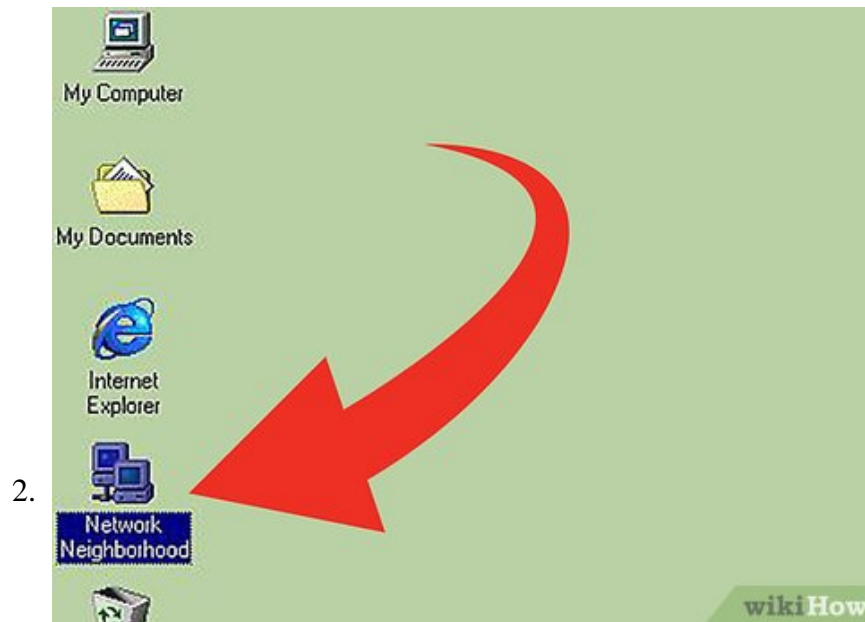 My Computer
My Documents
Internet
Explorer
2.
Network
Neighborhood
wikiHow